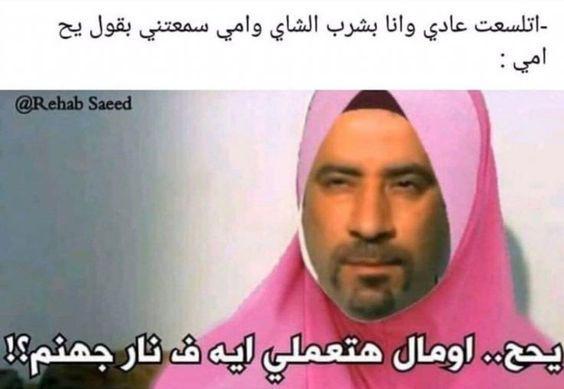 -اتلسعت عادي وانا بشرب الشاي وامي سمعتني بقول يح
امي :
@Rehab Saeed
يحح.. اومال هتعملي ايه ف نار جهنم؟!